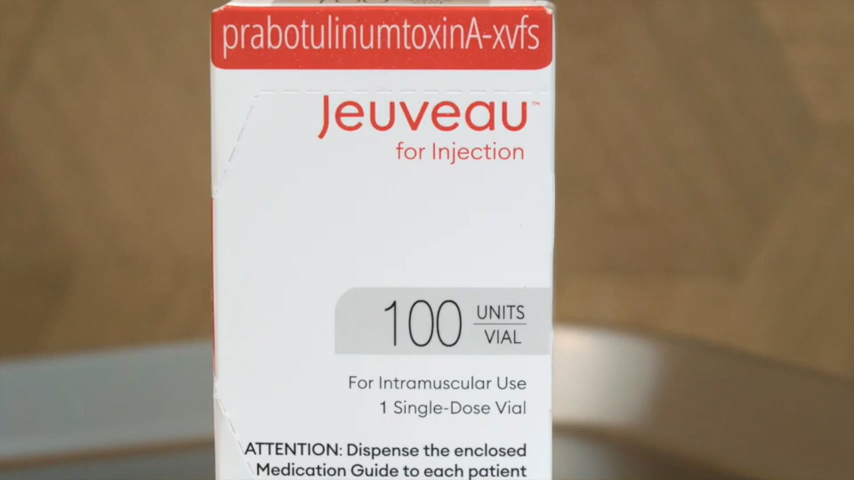 prabotulinumtoxinA-xvfs
Jeuveau™
for Injection
100 UNITS
VIAL
For Intramuscular Use
1 Single-Dose Vial
ATTENTION: Dispense the enclosed
Medication Guide to each patient